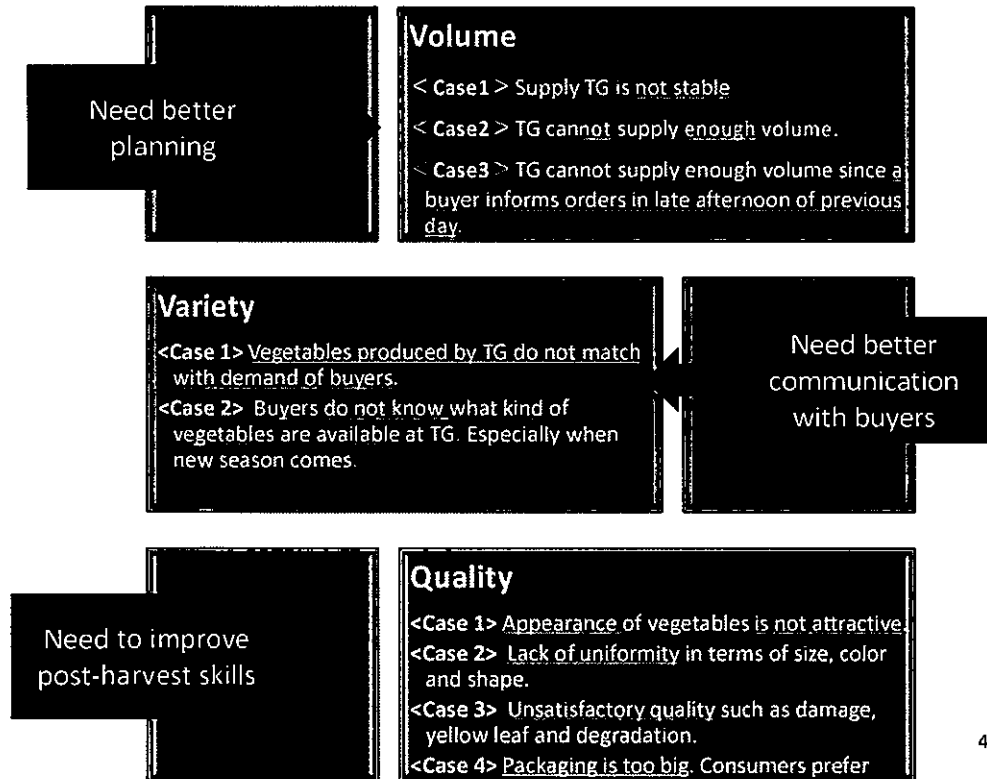 Need better
planning
Volume
< Case1 > Supply TG is not stable
< Case2 > TG cannot supply enough volume.
< Case3 > TG cannot supply enough volume since a
buyer informs orders in late afternoon of previous
day.
Variety
<Case 1> Vegetables produced by TG do not match
with demand of buyers.
<Case 2> Buyers do not know what kind of
vegetables are available at TG. Especially when
new season comes.
Need better
communication
with buyers
Need to improve
post-harvest skills
Quality
<Case 1> Appearance of vegetables is not attractive.
<Case 2> Lack of uniformity in terms of size, color
and shape.
<Case 3> Unsatisfactory quality such as damage,
yellow leaf and degradation.
<Case 4> Packaging is too big. Consumers prefer
4